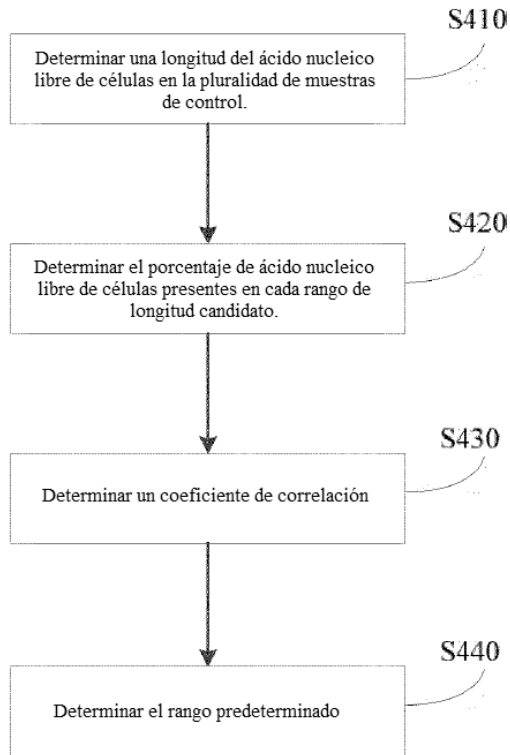 S410
Determinar una longitud del ácido nucleico
libre de células en la pluralidad de muestras
de control.
S420
Determinar el porcentaje de ácido nucleico
libre de células presentes en cada rango de
longitud candidato.
S430
Determinar un coeficiente de correlación
S440
Determinar el rango predeterminado